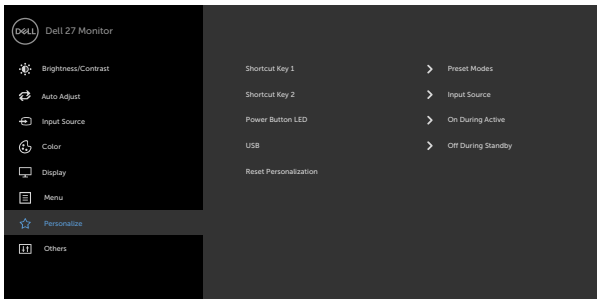 DELL Dell 27 Monitor
Brightness/Contrast
Auto Adjust
Input Source
Color
Display
Menu
Personalize
Others
Shortcut Key 1 Preset Modes
Shortcut Key 2 Input Source
Power Button LED On During Active
USB Off During Standby
Reset Personalization